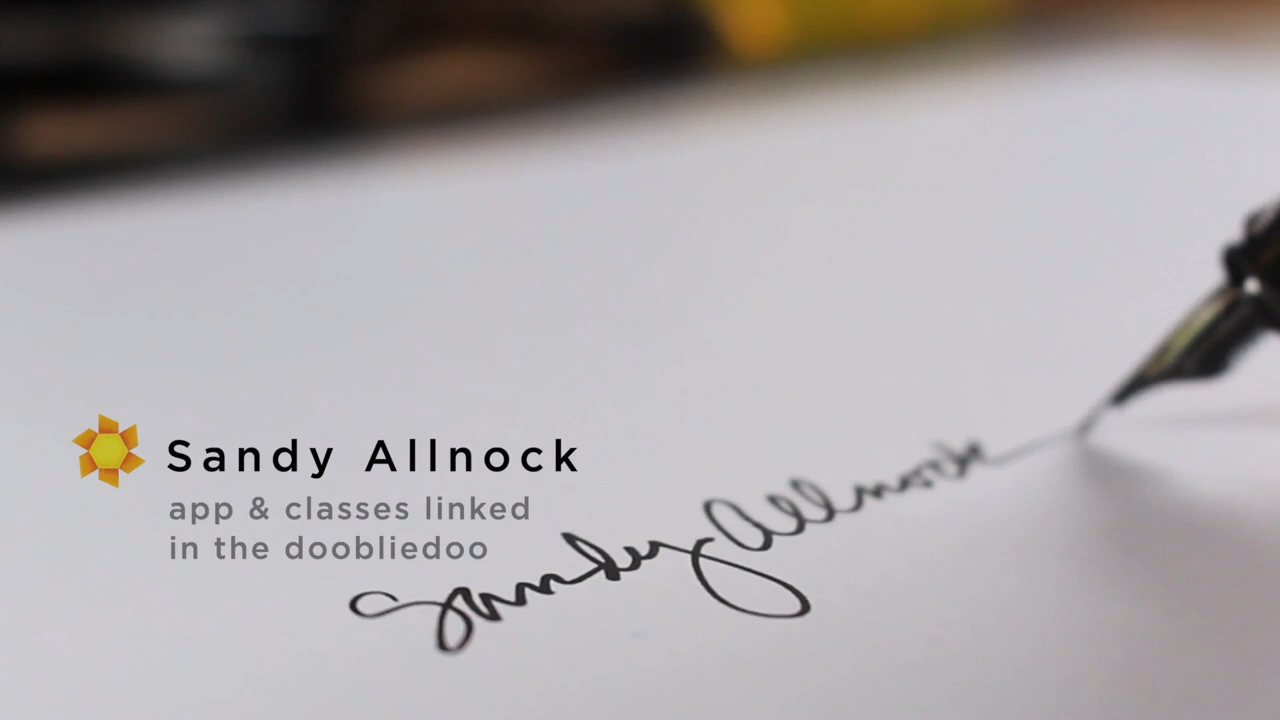 Sandy Allnock
app & classes linked
in the doobliedoo
Sandy Allnock